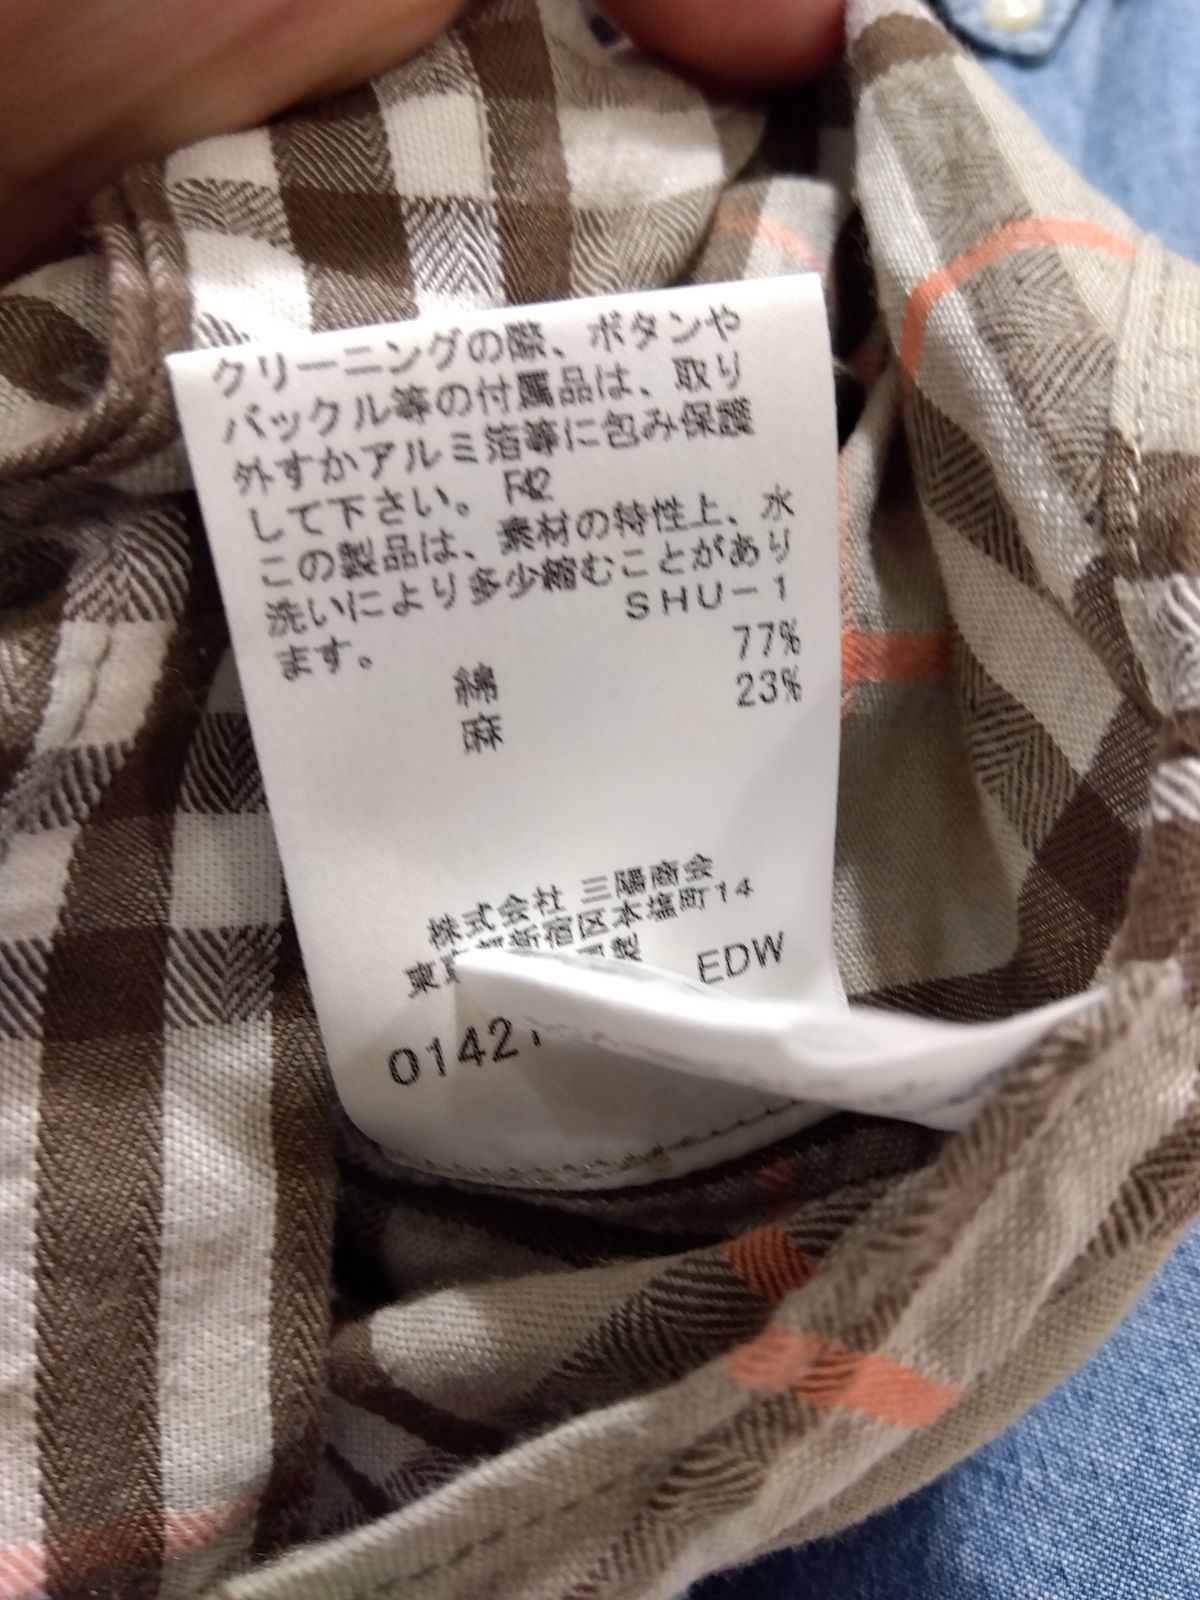 クリーニングの際、ボタンや
バックル等の付属品は、取り
外すかアルミ箔等に包み保護
して下さい。 F42
この製品は、素材の特性上、水
洗いにより多少縮むことがあり
ます。
SHU-1
綿 77%
麻 23%
株式会社 三陽商会
東京都新宿区本塩町14
製
EDW
01421